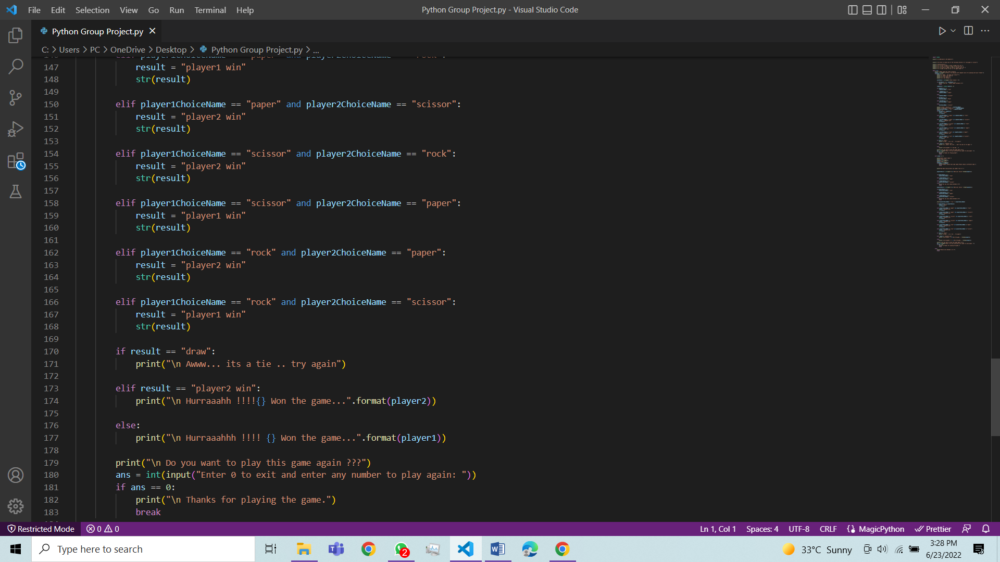 File Edit Selection View Go Run Terminal Help
Python Group Project.py - Visual Studio Code
Python Group Project.py
C: > Users > PC > OneDrive > Desktop > Python Group Project.py > ...
147 result = "player1 win"
148 str(result)
149
150 elif player1ChoiceName == "paper" and player2ChoiceName == "scissor":
151 result = "player2 win"
152 str(result)
153
154 elif player1ChoiceName == "scissor" and player2ChoiceName == "rock":
155 result = "player2 win"
156 str(result)
157
158 elif player1ChoiceName == "scissor" and player2ChoiceName == "paper":
159 result = "player1 win"
160 str(result)
161
162 elif player1ChoiceName == "rock" and player2ChoiceName == "paper":
163 result = "player2 win"
164 str(result)
165
166 elif player1ChoiceName == "rock" and player2ChoiceName == "scissor":
167 result = "player1 win"
168 str(result)
169
170 if result == "draw":
171 print("\n Awww... its a tie .. try again")
172
173 elif result == "player2 win":
174 print("\n Hurraaahh !!!!{} Won the game...".format(player2))
175
176 else:
177 print("\n Hurraaahhh !!!! {} Won the game...".format(player1))
178
179 print("\n Do you want to play this game again ???")
180 ans = int(input("Enter 0 to exit and enter any number to play again: "))
181 if ans == 0:
182 print("\n Thanks for playing the game.")
183 break
Restricted Mode 0 0 Ln 1, Col 1 Spaces: 4 UTF-8 CRLF MagicPython Prettier
Type here to search
2
33°C Sunny
3:28 PM
6/23/2022